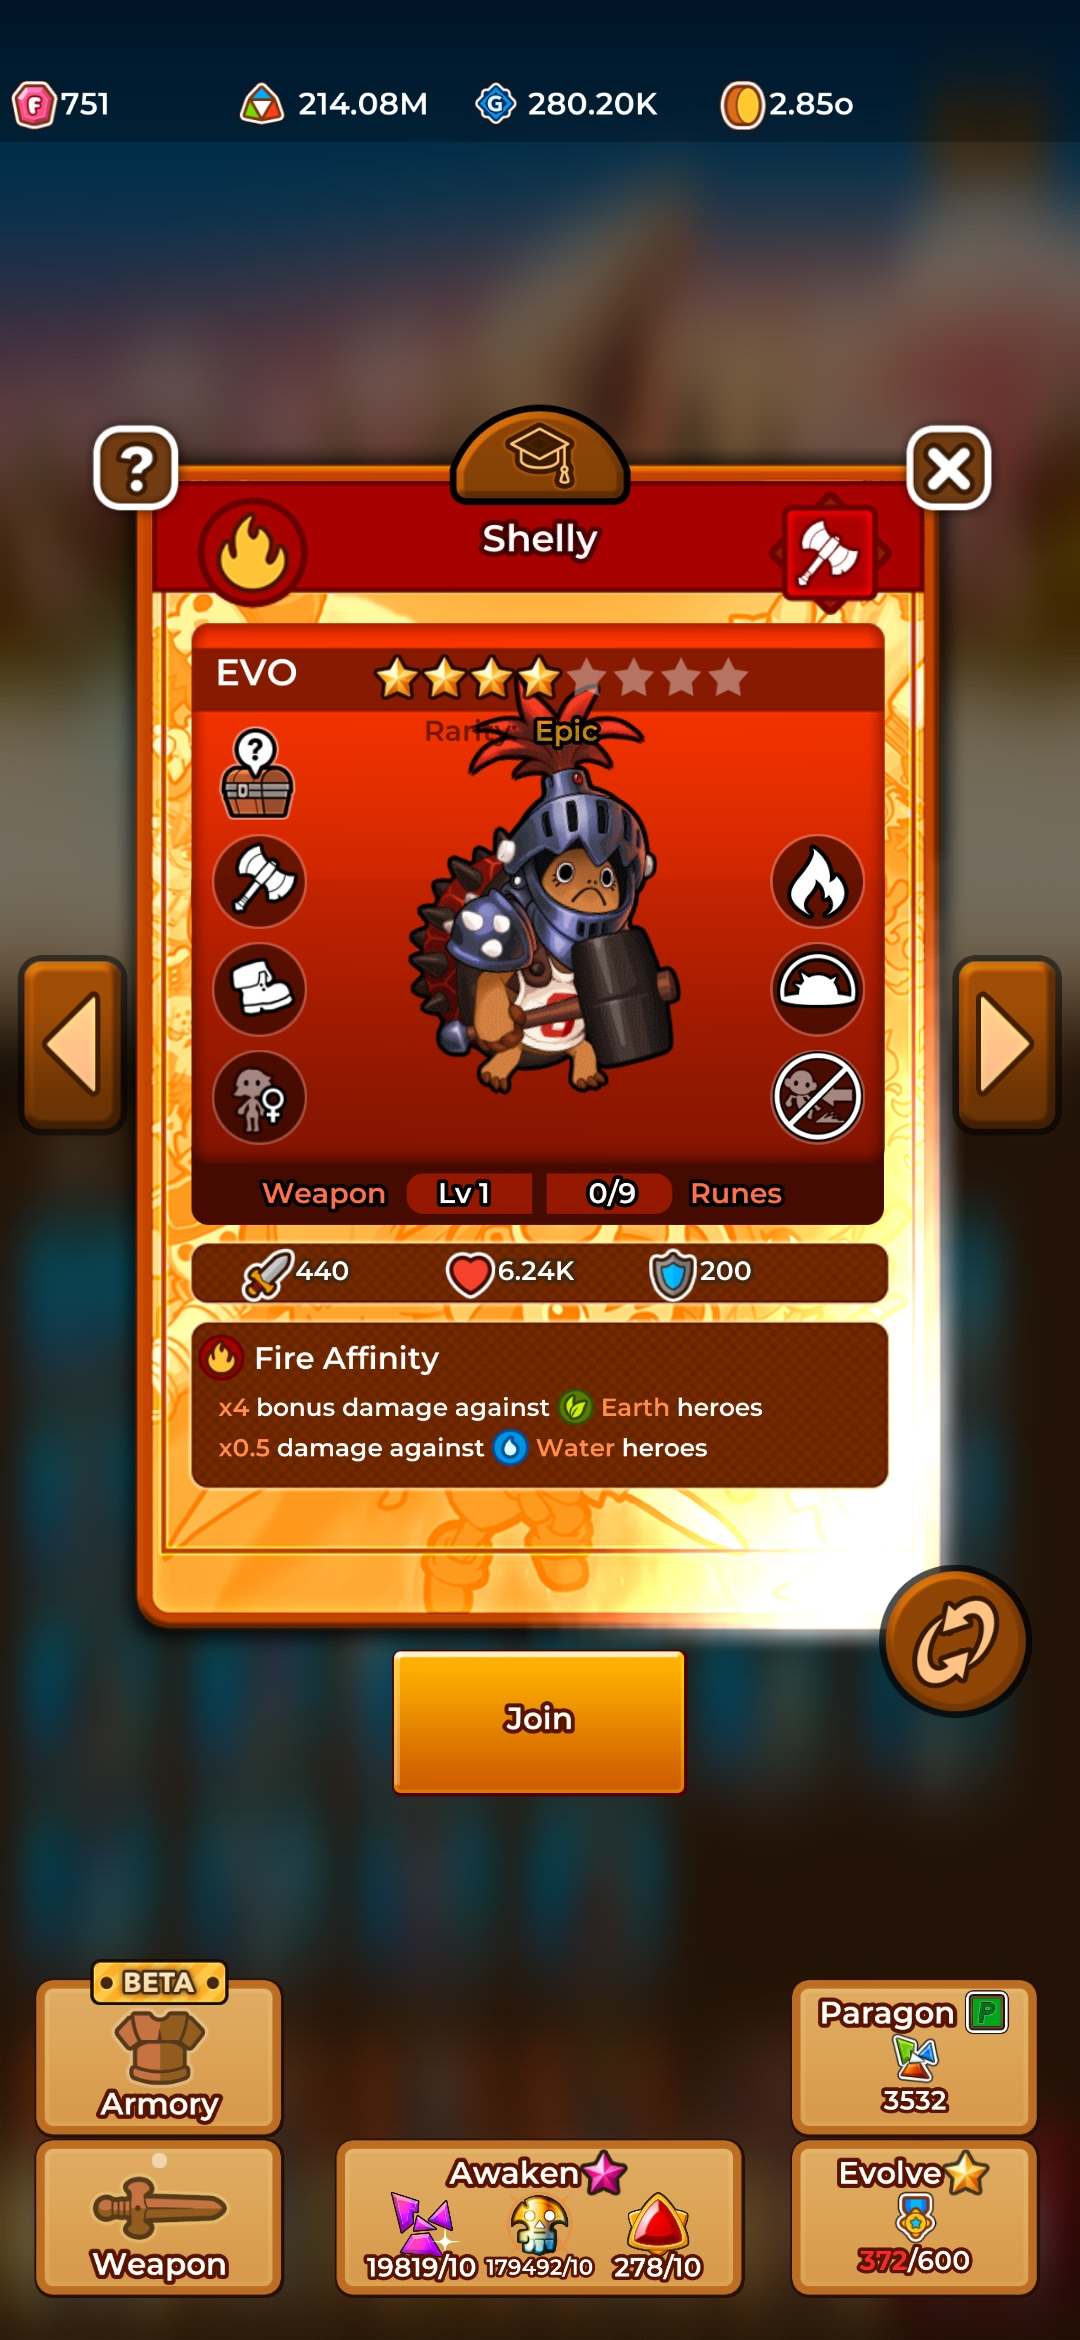 F 751
214.08M
G 280.20K
2.85o
?
Shelly
EVO
Rarity: Epic
?
Weapon Lv 1 0/9 Runes
440 6.24K 200
Fire Affinity
x4 bonus damage against Earth heroes
x0.5 damage against Water heroes
Join
BETA
Armory
Paragon P
3532
Weapon
Awaken
19819/10 179492/10 278/10
Evolve
372/600